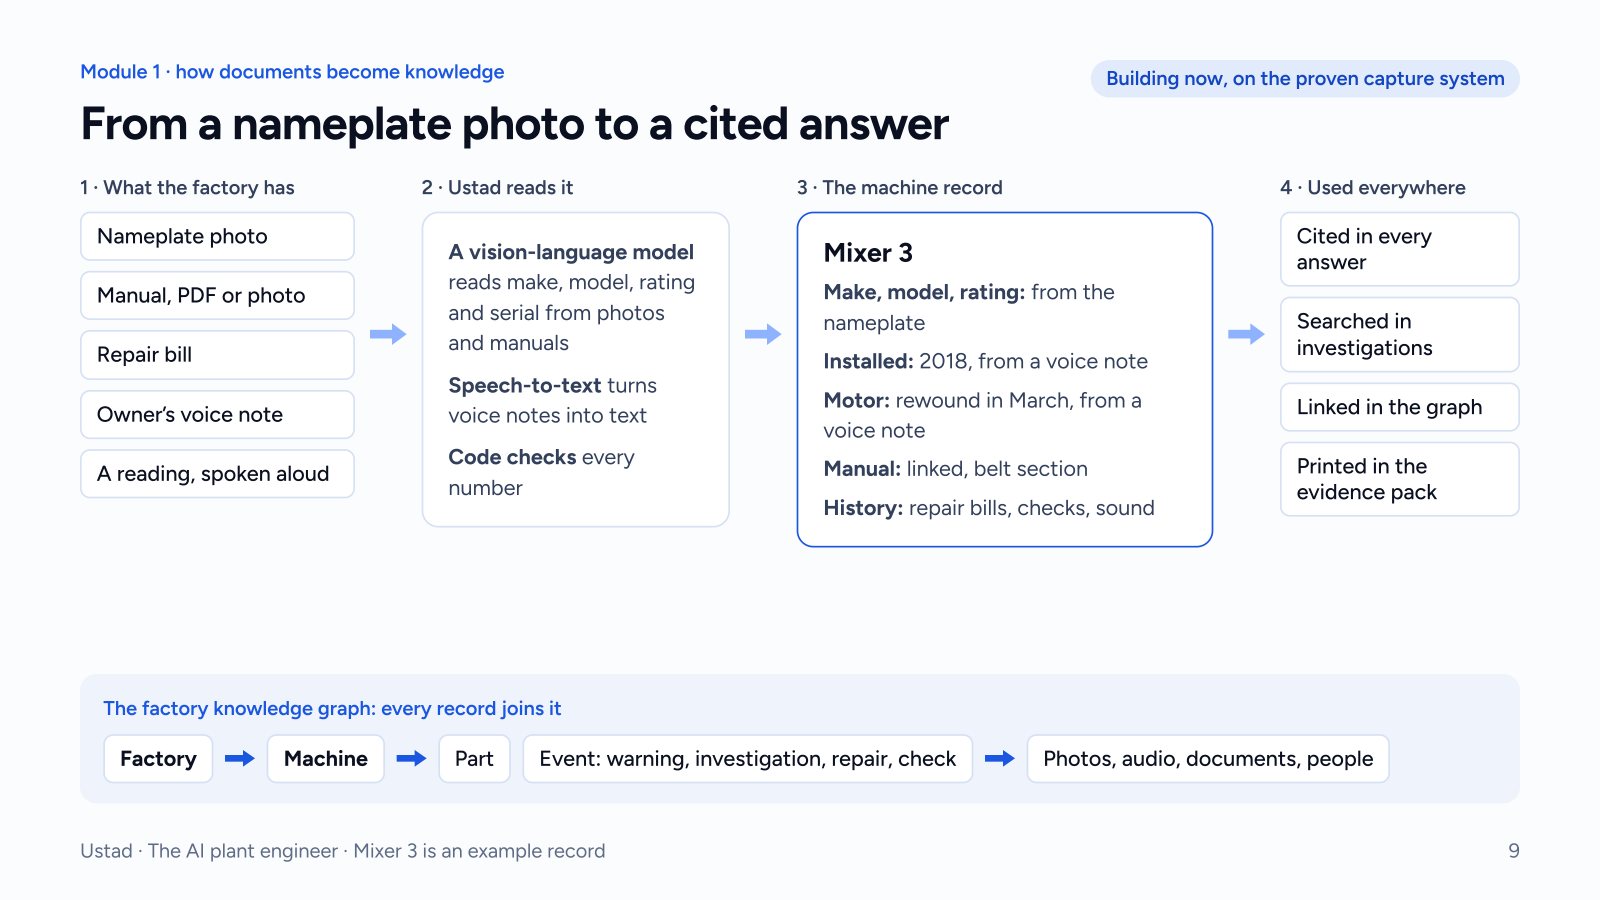 Module 1 · how documents become knowledge
Building now, on the proven capture system
From a nameplate photo to a cited answer
1 · What the factory has
Nameplate photo
Manual, PDF or photo
Repair bill
Owner’s voice note
A reading, spoken aloud
2 · Ustad reads it
A vision-language model
reads make, model, rating
and serial from photos
and manuals
Speech-to-text turns
voice notes into text
Code checks every
number
3 · The machine record
Mixer 3
Make, model, rating: from the
nameplate
Installed: 2018, from a voice note
Motor: rewound in March, from a
voice note
Manual: linked, belt section
History: repair bills, checks, sound
4 · Used everywhere
Cited in every
answer
Searched in
investigations
Linked in the graph
Printed in the
evidence pack
The factory knowledge graph: every record joins it
Factory
Machine
Part
Event: warning, investigation, repair, check
Photos, audio, documents, people
Ustad · The AI plant engineer · Mixer 3 is an example record
9